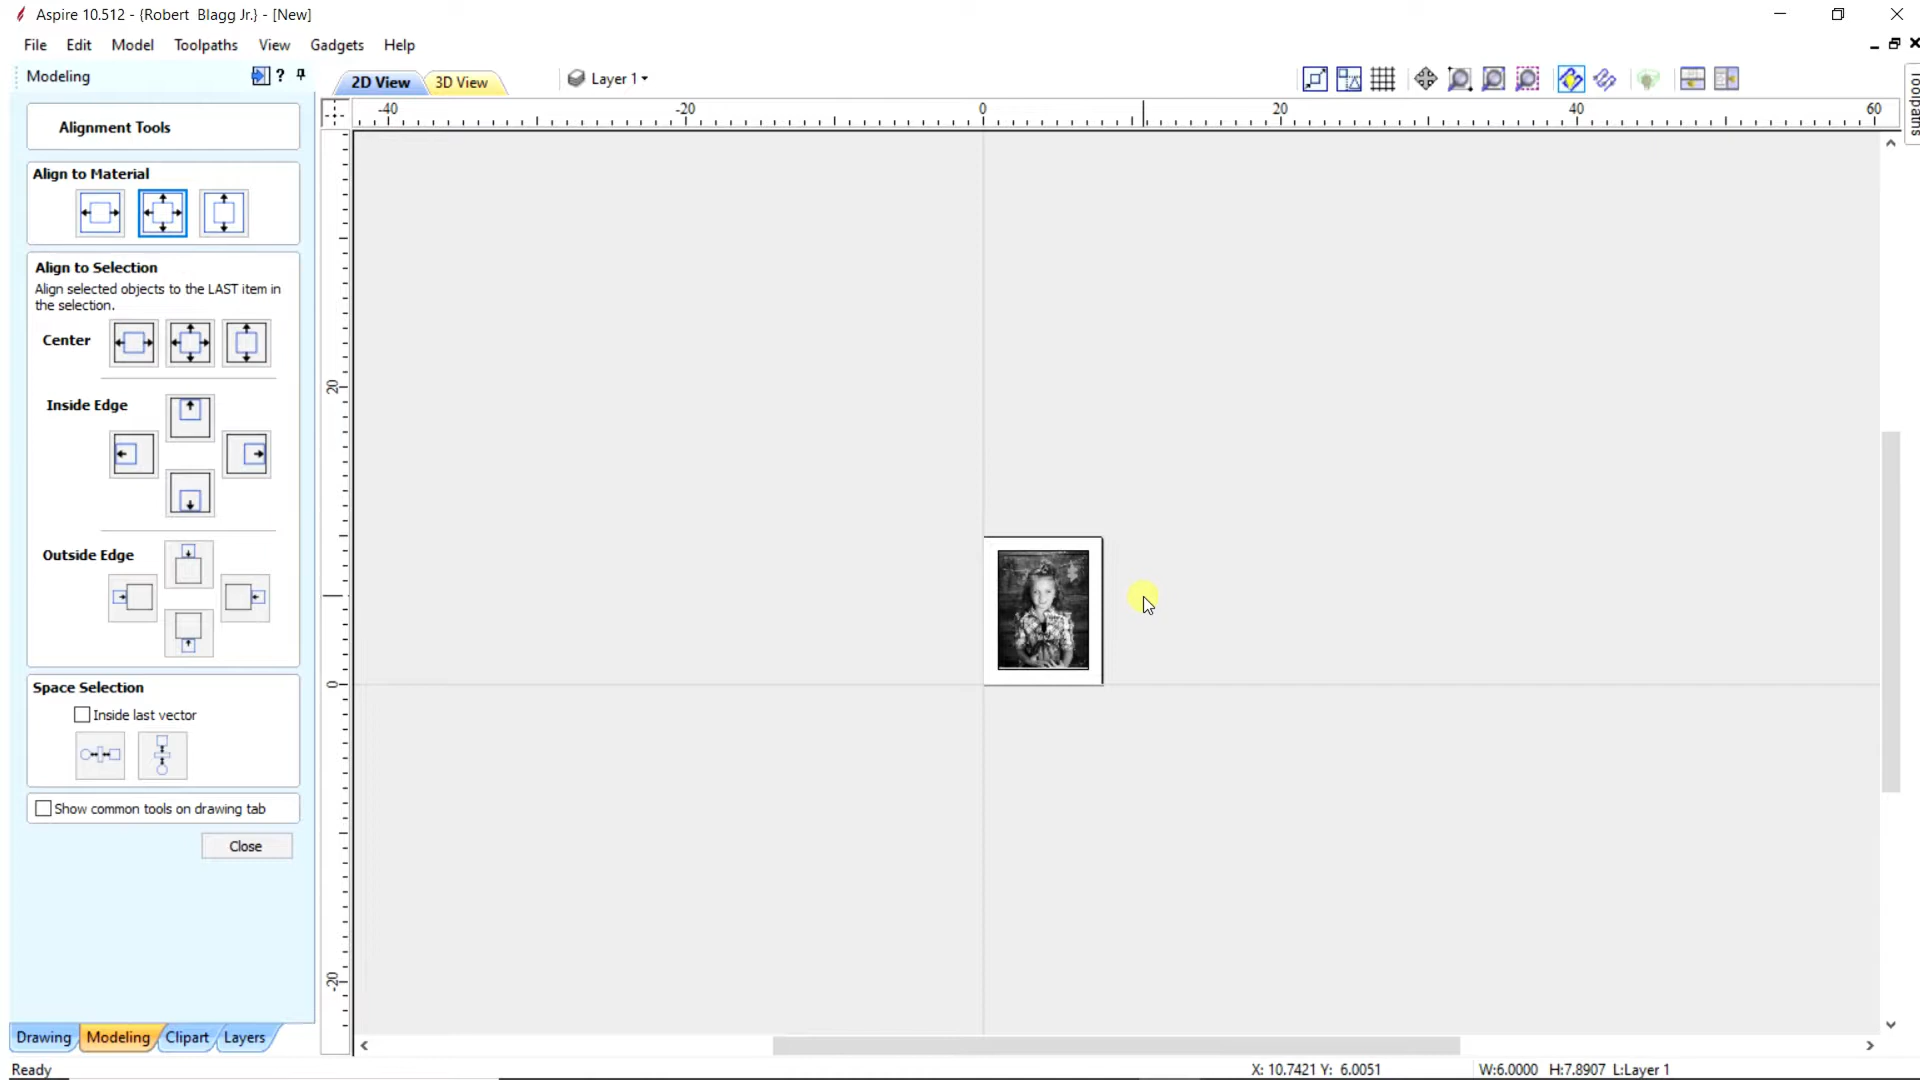 Aspire 10.512 - {Robert Blagg Jr.} - [New]
File Edit Model Toolpaths View Gadgets Help
Modeling
?
2D View 3D View
Layer 1
-40 -20 0 20 40 60
Toolpaths
Alignment Tools
Align to Material
Align to Selection
Align selected objects to the LAST item in
the selection.
Center
20
Inside Edge
Outside Edge
0
Space Selection
Inside last vector
Show common tools on drawing tab
Close
-20
Drawing Modeling Clipart Layers
Ready
X: 10.7421 Y: 6.0051
W:6.0000 H:7.8907 L:Layer 1